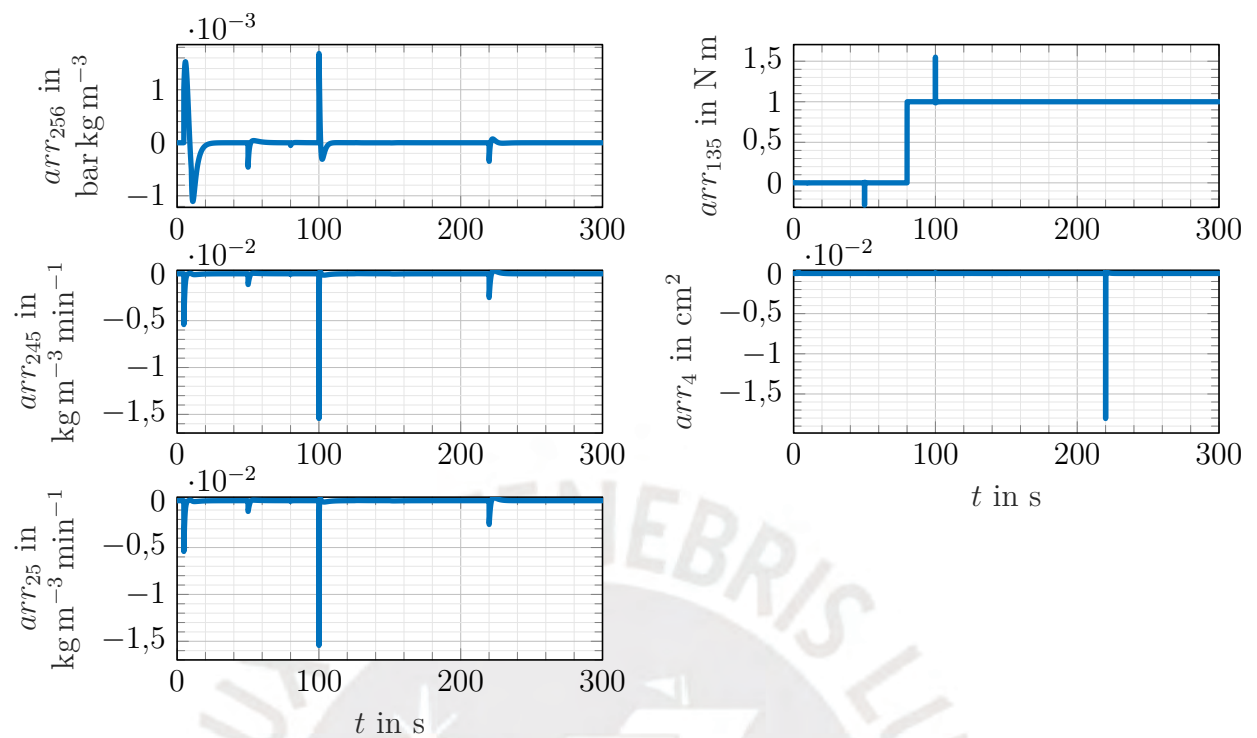 ·10⁻³
arr₂₅₆ in
bar kg m⁻³
1
0
−1
0 100 200 300
arr₁₃₅ in N m
1,5
1
0,5
0
0 100 200 300
·10⁻²
arr₂₄₅ in
kg m⁻³ min⁻¹
0
−0,5
−1
−1,5
0 100 200 300
·10⁻²
arr₄ in cm²
0
−0,5
−1
−1,5
0 100 200 300
t in s
·10⁻²
arr₂₅ in
kg m⁻³ min⁻¹
0
−0,5
−1
−1,5
0 100 200 300
t in s